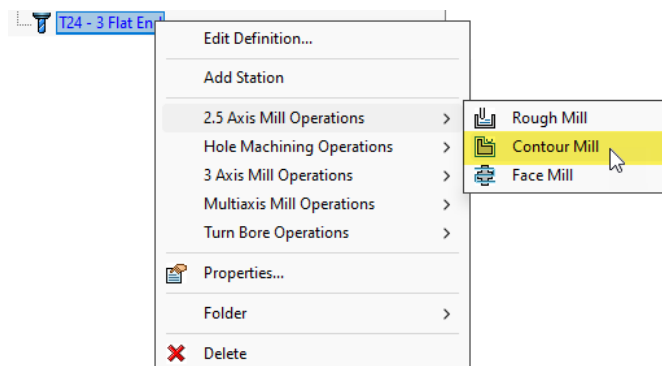 T24 - 3 Flat End
Edit Definition...
Add Station
2.5 Axis Mill Operations
Hole Machining Operations
3 Axis Mill Operations
Multiaxis Mill Operations
Turn Bore Operations
Properties...
Folder
Delete
Rough Mill
Contour Mill
Face Mill